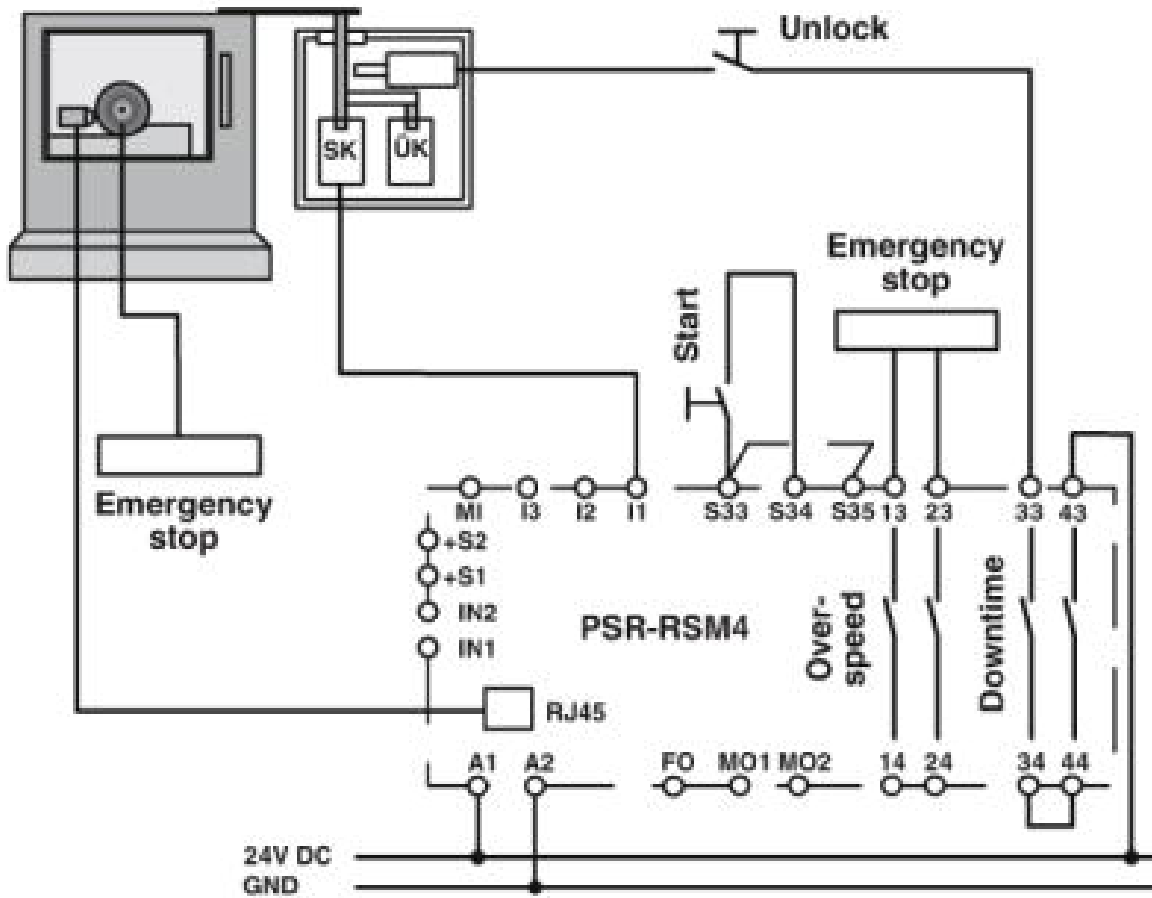 Unlock
SK ÜK
Emergency
stop
Start
Emergency
stop
MI I3 I2 I1 S33 S34 S35 13 23 33 43
+S2
+S1
IN2
IN1
PSR-RSM4
Over-
speed
Downtime
RJ45
A1 A2 FO MO1 MO2 14 24 34 44
24V DC
GND